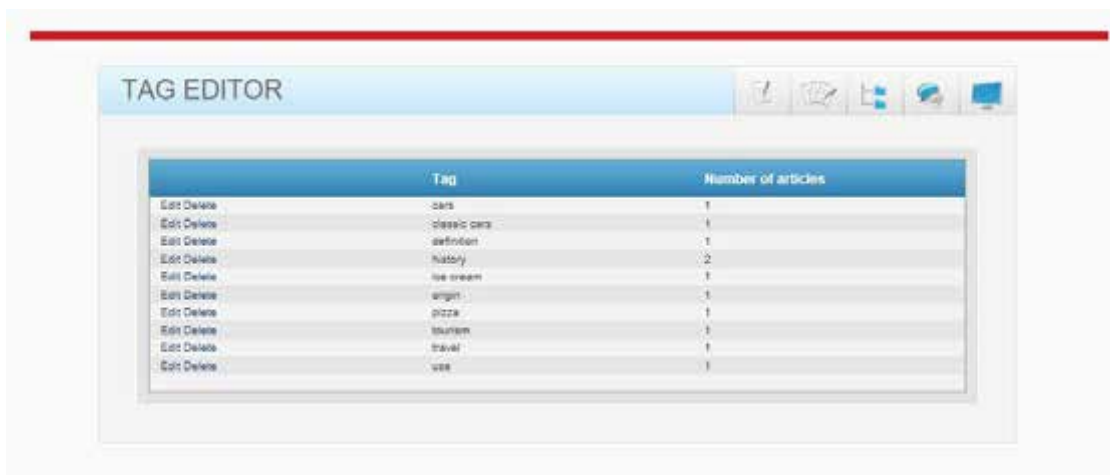 TAG EDITOR
Tag Number of articles
Edit Delete cars 1
Edit Delete classic cars 1
Edit Delete definition 1
Edit Delete history 2
Edit Delete ice cream 1
Edit Delete origin 1
Edit Delete pizza 1
Edit Delete tourism 1
Edit Delete travel 1
Edit Delete 1